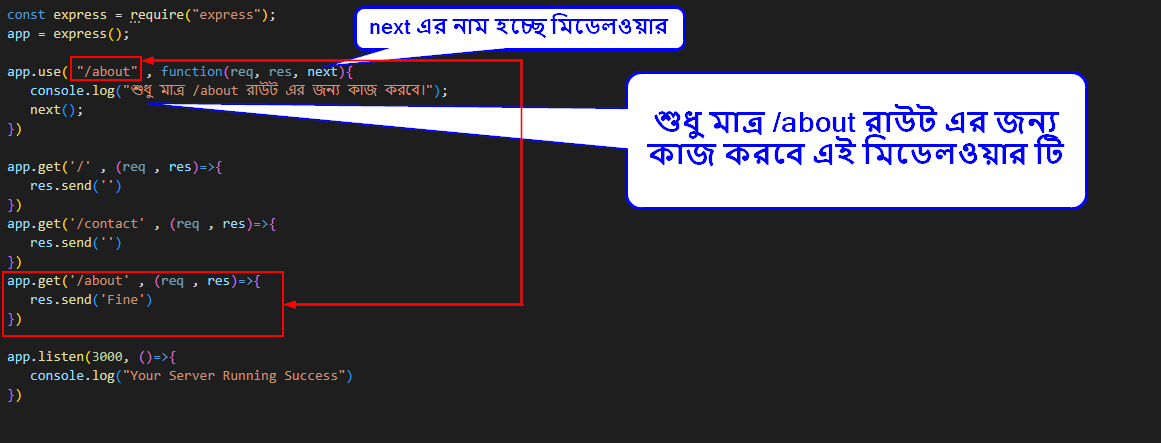 const express = require("express");
app = express();
next এর নাম হচ্ছে মিডেলওয়ার
app.use( "/about" , function(req, res, next){
console.log("শুধু মাত্র /about রাউট এর জন্য কাজ করবে।");
next();
})
শুধু মাত্র /about রাউট এর জন্য
কাজ করবে এই মিডেলওয়ার টি
app.get('/' , (req , res)=>{
res.send('')
})
app.get('/contact' , (req , res)=>{
res.send('')
})
app.get('/about' , (req , res)=>{
res.send('Fine')
})
app.listen(3000, ()=>{
console.log("Your Server Running Success")
})